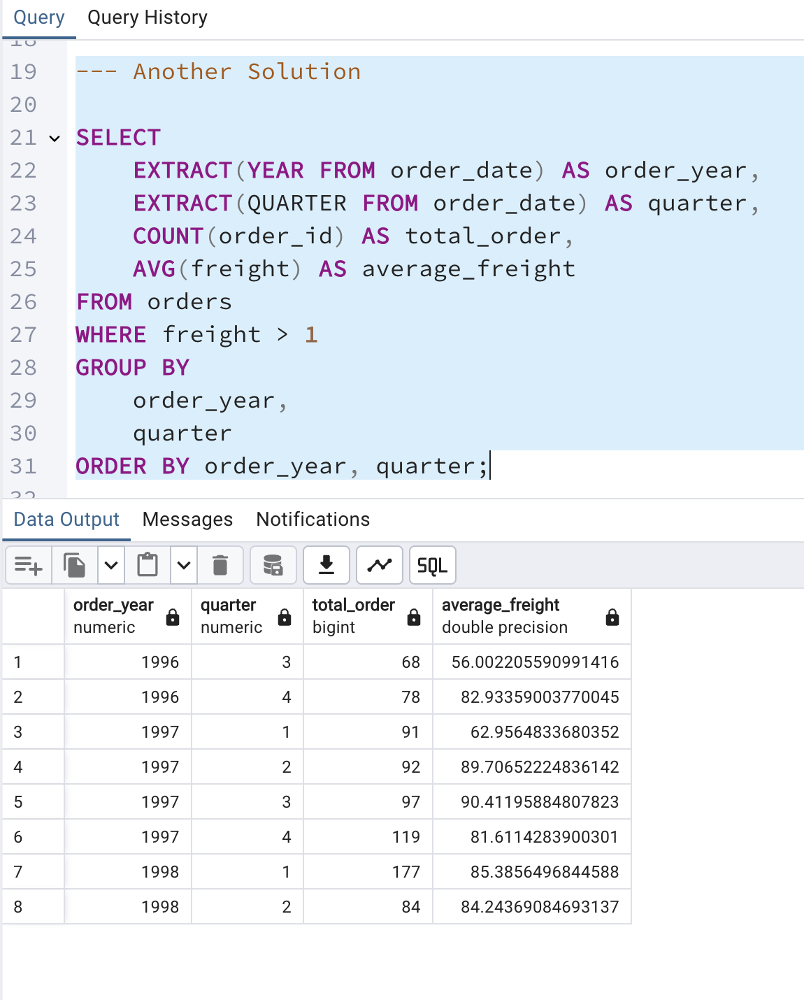 Query Query History
18
19 --- Another Solution
20
21 SELECT
22 EXTRACT(YEAR FROM order_date) AS order_year,
23 EXTRACT(QUARTER FROM order_date) AS quarter,
24 COUNT(order_id) AS total_order,
25 AVG(freight) AS average_freight
26 FROM orders
27 WHERE freight > 1
28 GROUP BY
29 order_year,
30 quarter
31 ORDER BY order_year, quarter;
32
Data Output Messages Notifications
SQL
order_year quarter total_order average_freight
numeric numeric bigint double precision
1 1996 3 68 56.002205590991416
2 1996 4 78 82.93359003770045
3 1997 1 91 62.9564833680352
4 1997 2 92 89.70652224836142
5 1997 3 97 90.41195884807823
6 1997 4 119 81.6114283900301
7 1998 1 177 85.3856496844588
8 1998 2 84 84.24369084693137